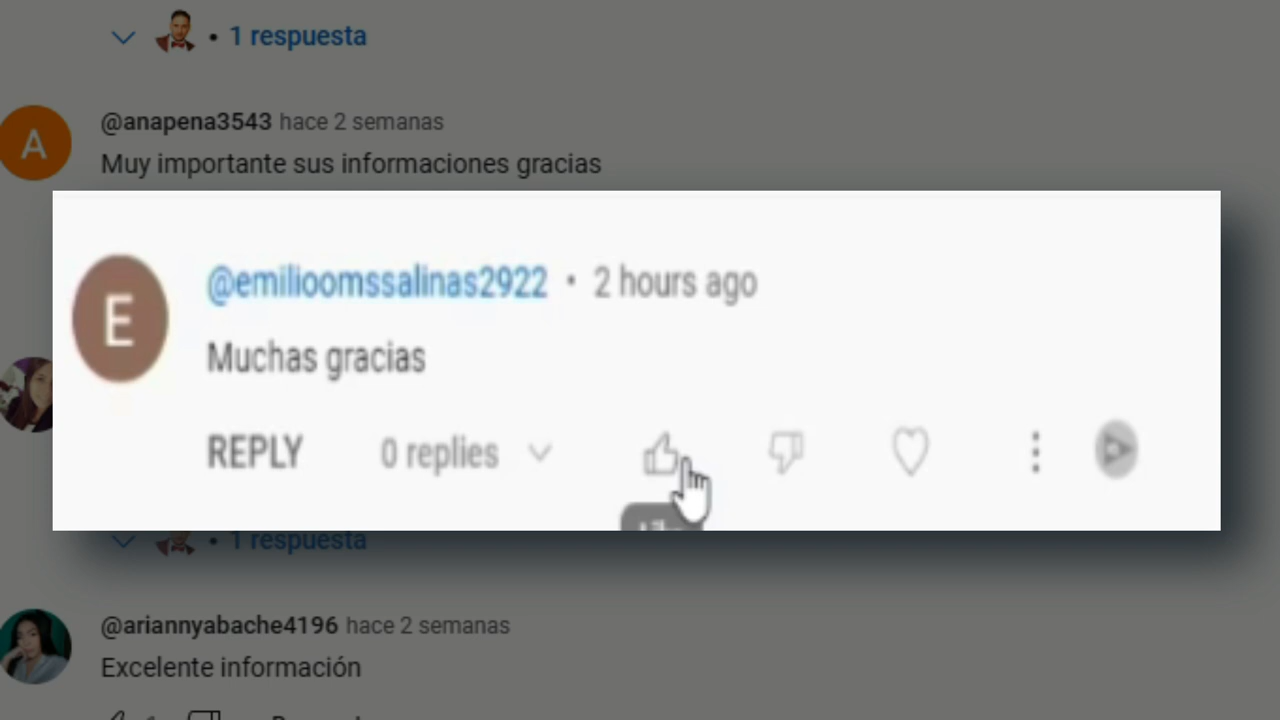 • 1 respuesta
A
@anapena3543 hace 2 semanas
Muy importante sus informaciones gracias
E
@emilioomssalinas2922 • 2 hours ago
Muchas gracias
REPLY 0 replies
• 1 respuesta
@ariannyabache4196 hace 2 semanas
Excelente información